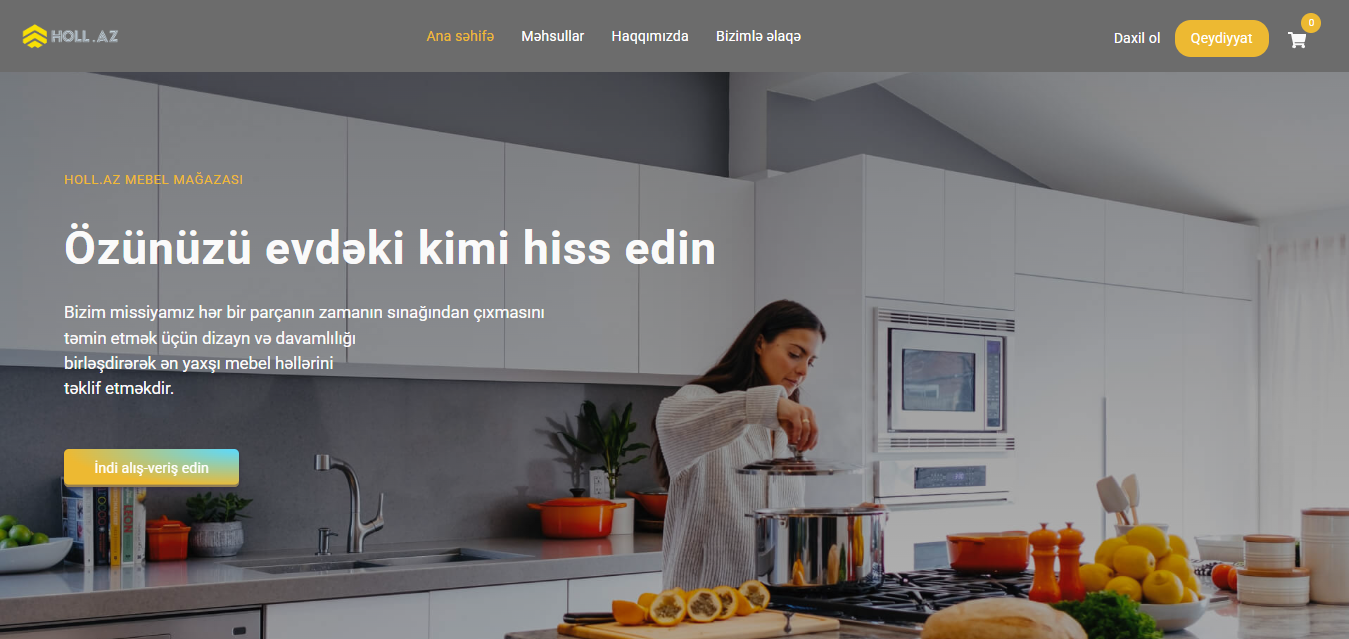 HOLL.AZ
Ana səhifə
Məhsullar
Haqqımızda
Bizimlə əlaqə
Daxil ol
Qeydiyyat
0
HOLL.AZ MEBEL MAĞAZASI
Özünüzü evdəki kimi hiss edin
Bizim missiyamız hər bir parçanın zamanın sınağından çıxmasını
təmin etmək üçün dizayn və davamlılığı
birləşdirərək ən yaxşı mebel həllərini
təklif etməkdir.
İndi alış-veriş edin